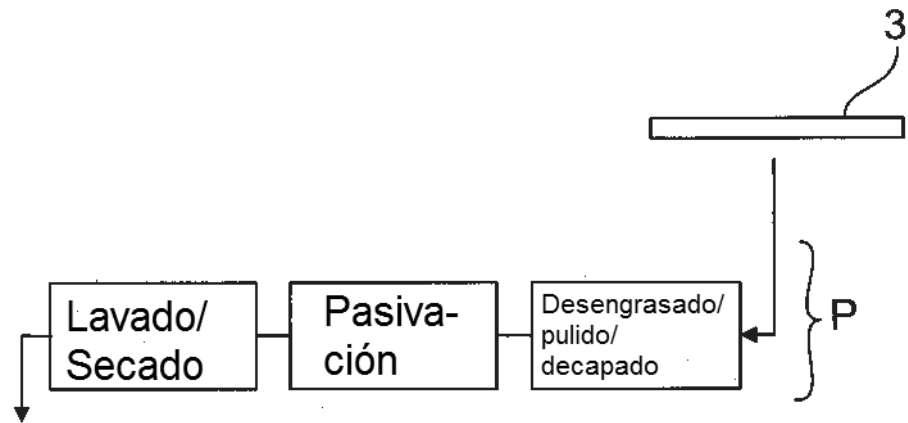 3
Lavado/
Secado
Pasiva-
ción
Desengrasado/
pulido/
decapado
P